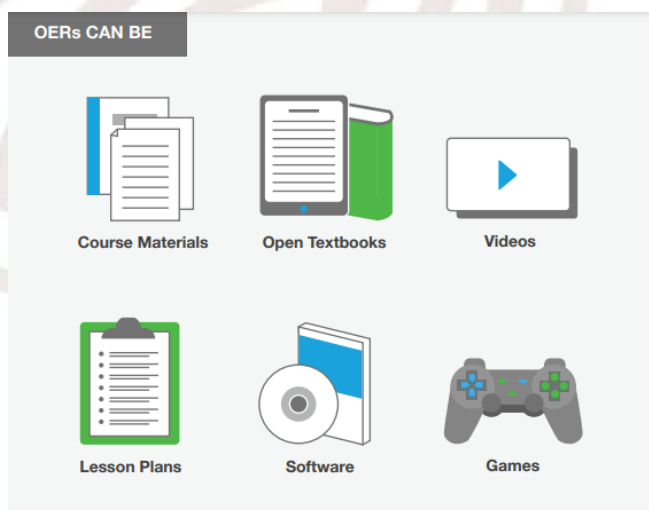 OERs CAN BE
Course Materials
Open Textbooks
Videos
Lesson Plans
Software
Games